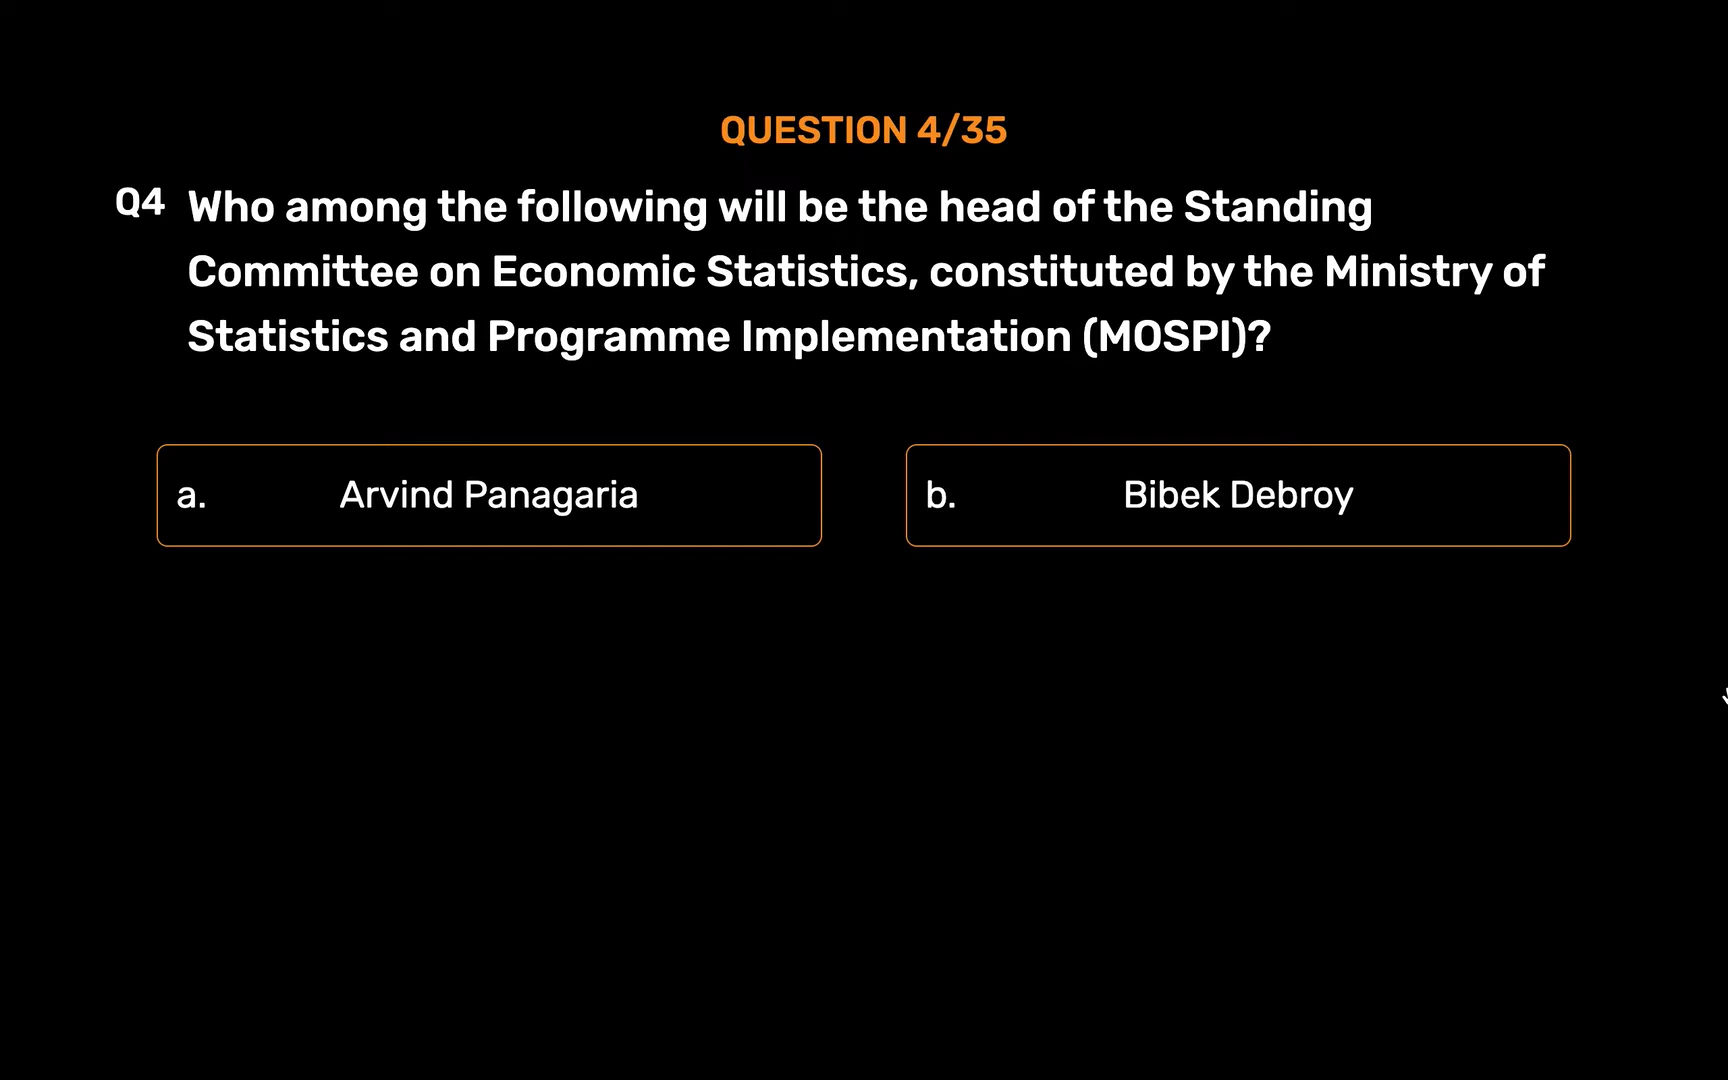 QUESTION 4/35
Q4 Who among the following will be the head of the Standing
Committee on Economic Statistics, constituted by the Ministry of
Statistics and Programme Implementation (MOSPI)?
a. Arvind Panagaria
b. Bibek Debroy